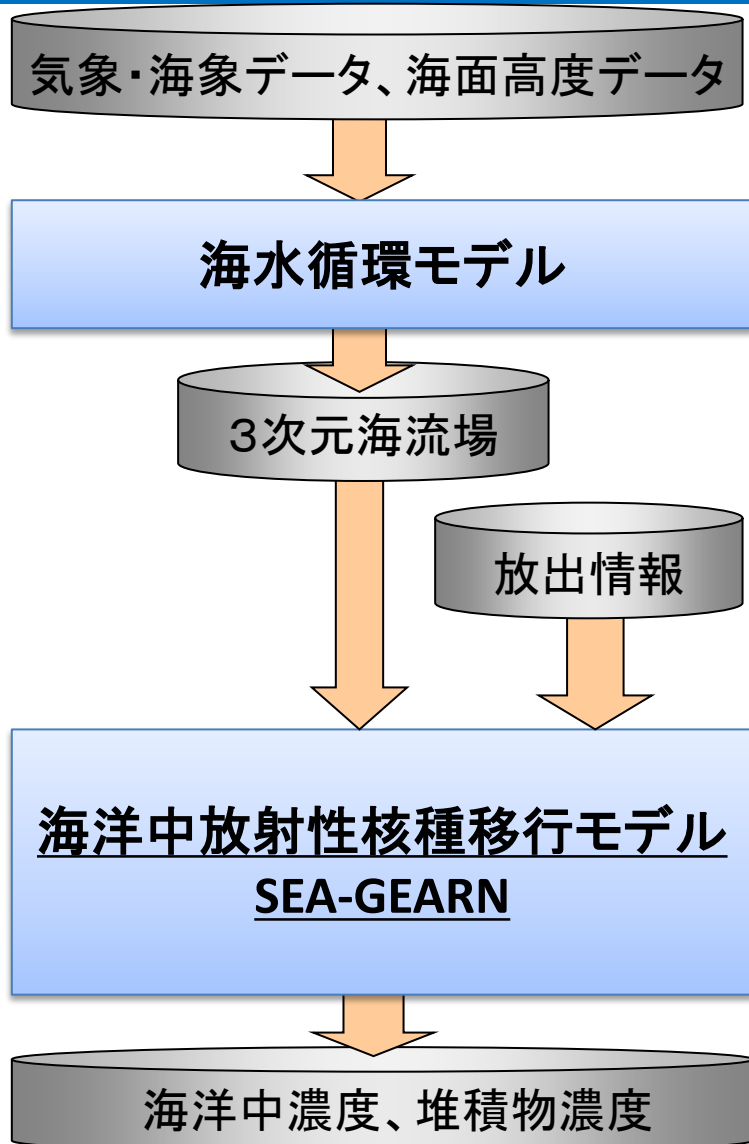 気象・海象データ、海面高度データ
海水循環モデル
３次元海流場
放出情報
海洋中放射性核種移行モデル
SEA-GEARN
海洋中濃度、堆積物濃度